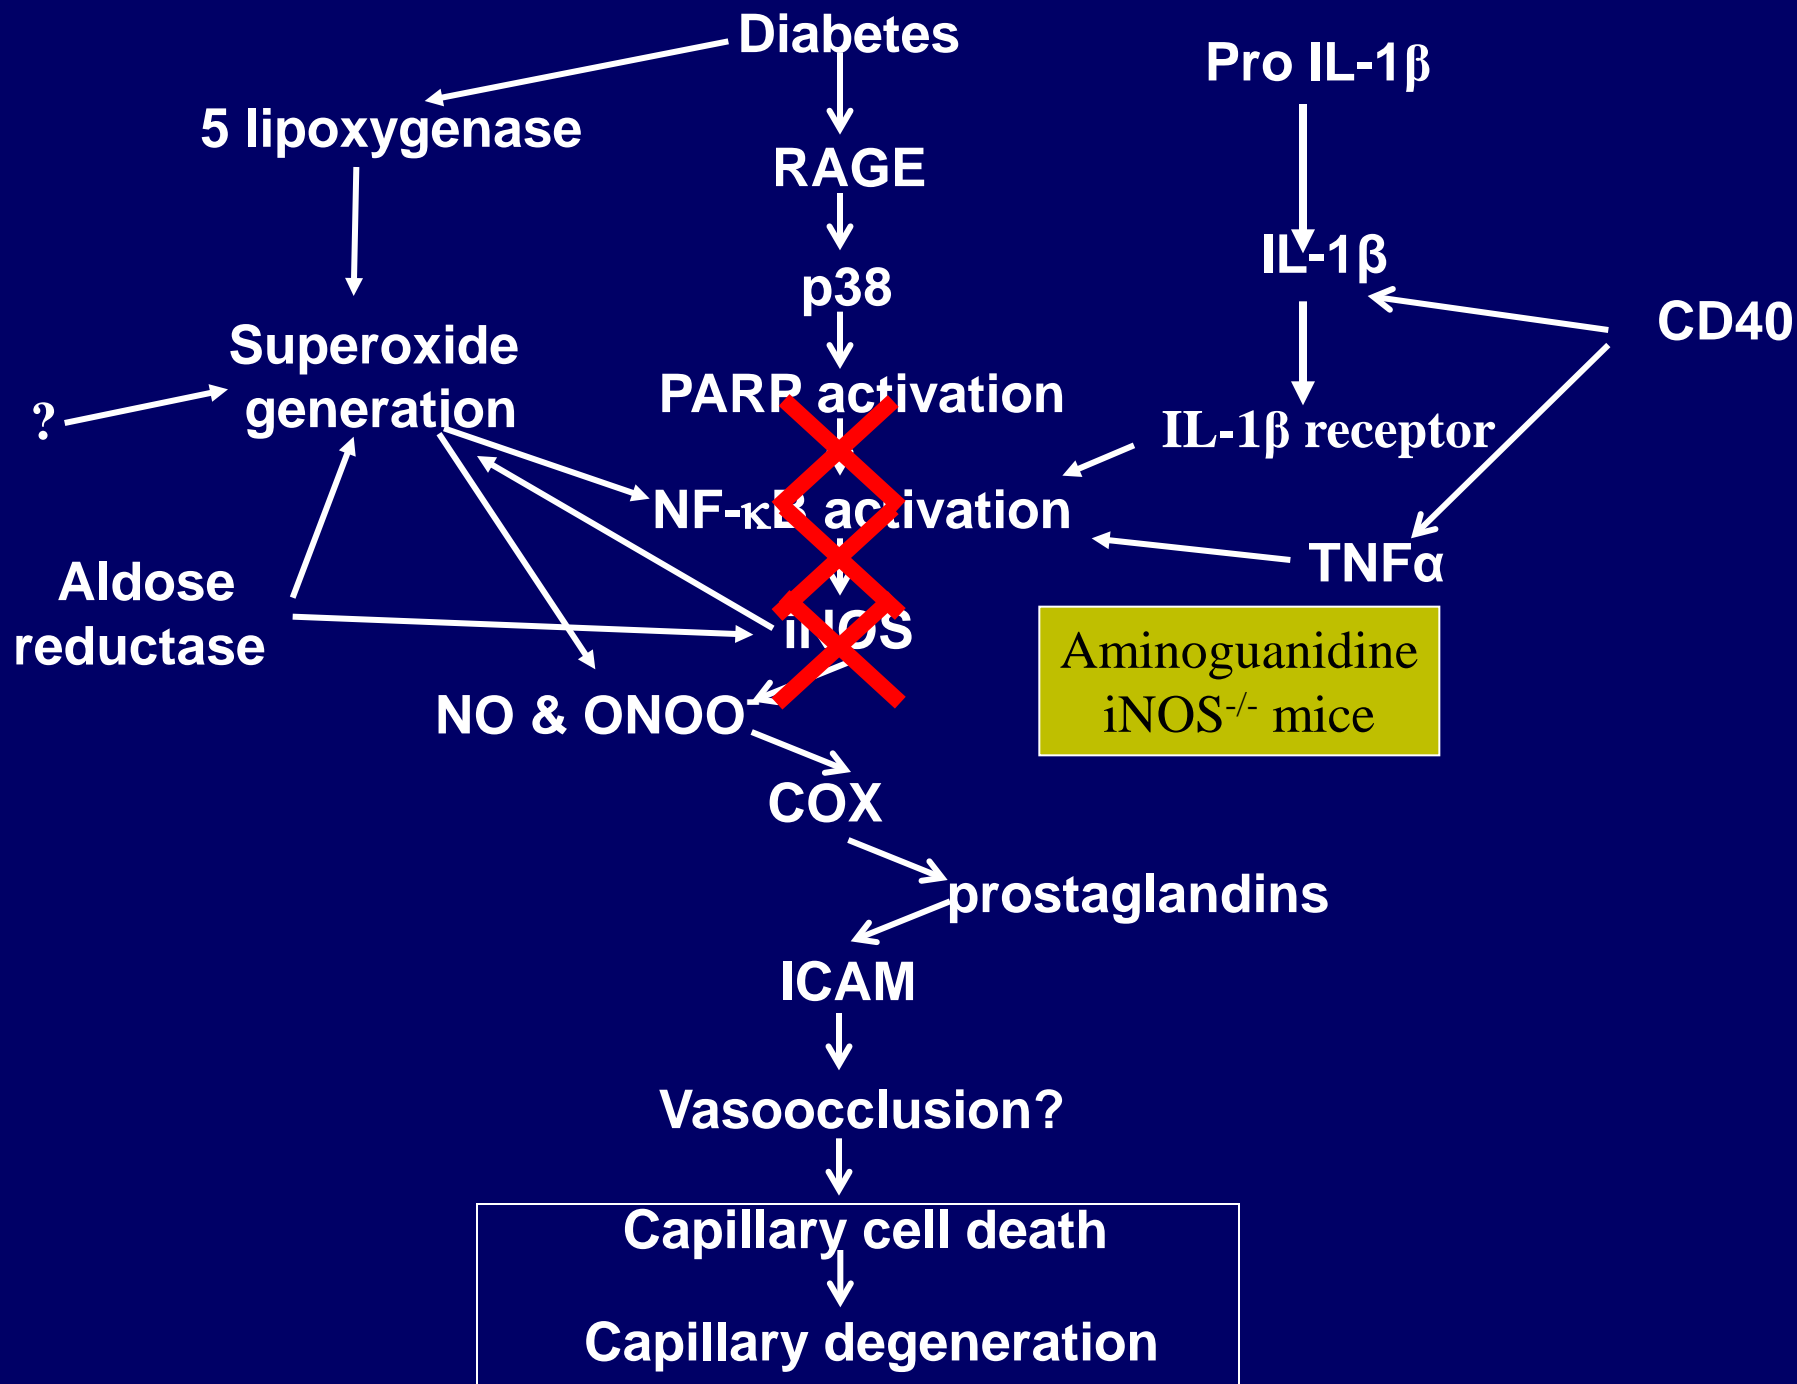 Diabetes
Pro IL-1β
5 lipoxygenase
RAGE
IL-1β
p38
CD40
Superoxide
generation
PARP activation
?
IL-1β receptor
NF-κB activation
TNFα
Aldose
reductase
iNOS
Aminoguanidine
iNOS-/- mice
NO & ONOO-
COX
prostaglandins
ICAM
Vasoocclusion?
Capillary cell death
Capillary degeneration